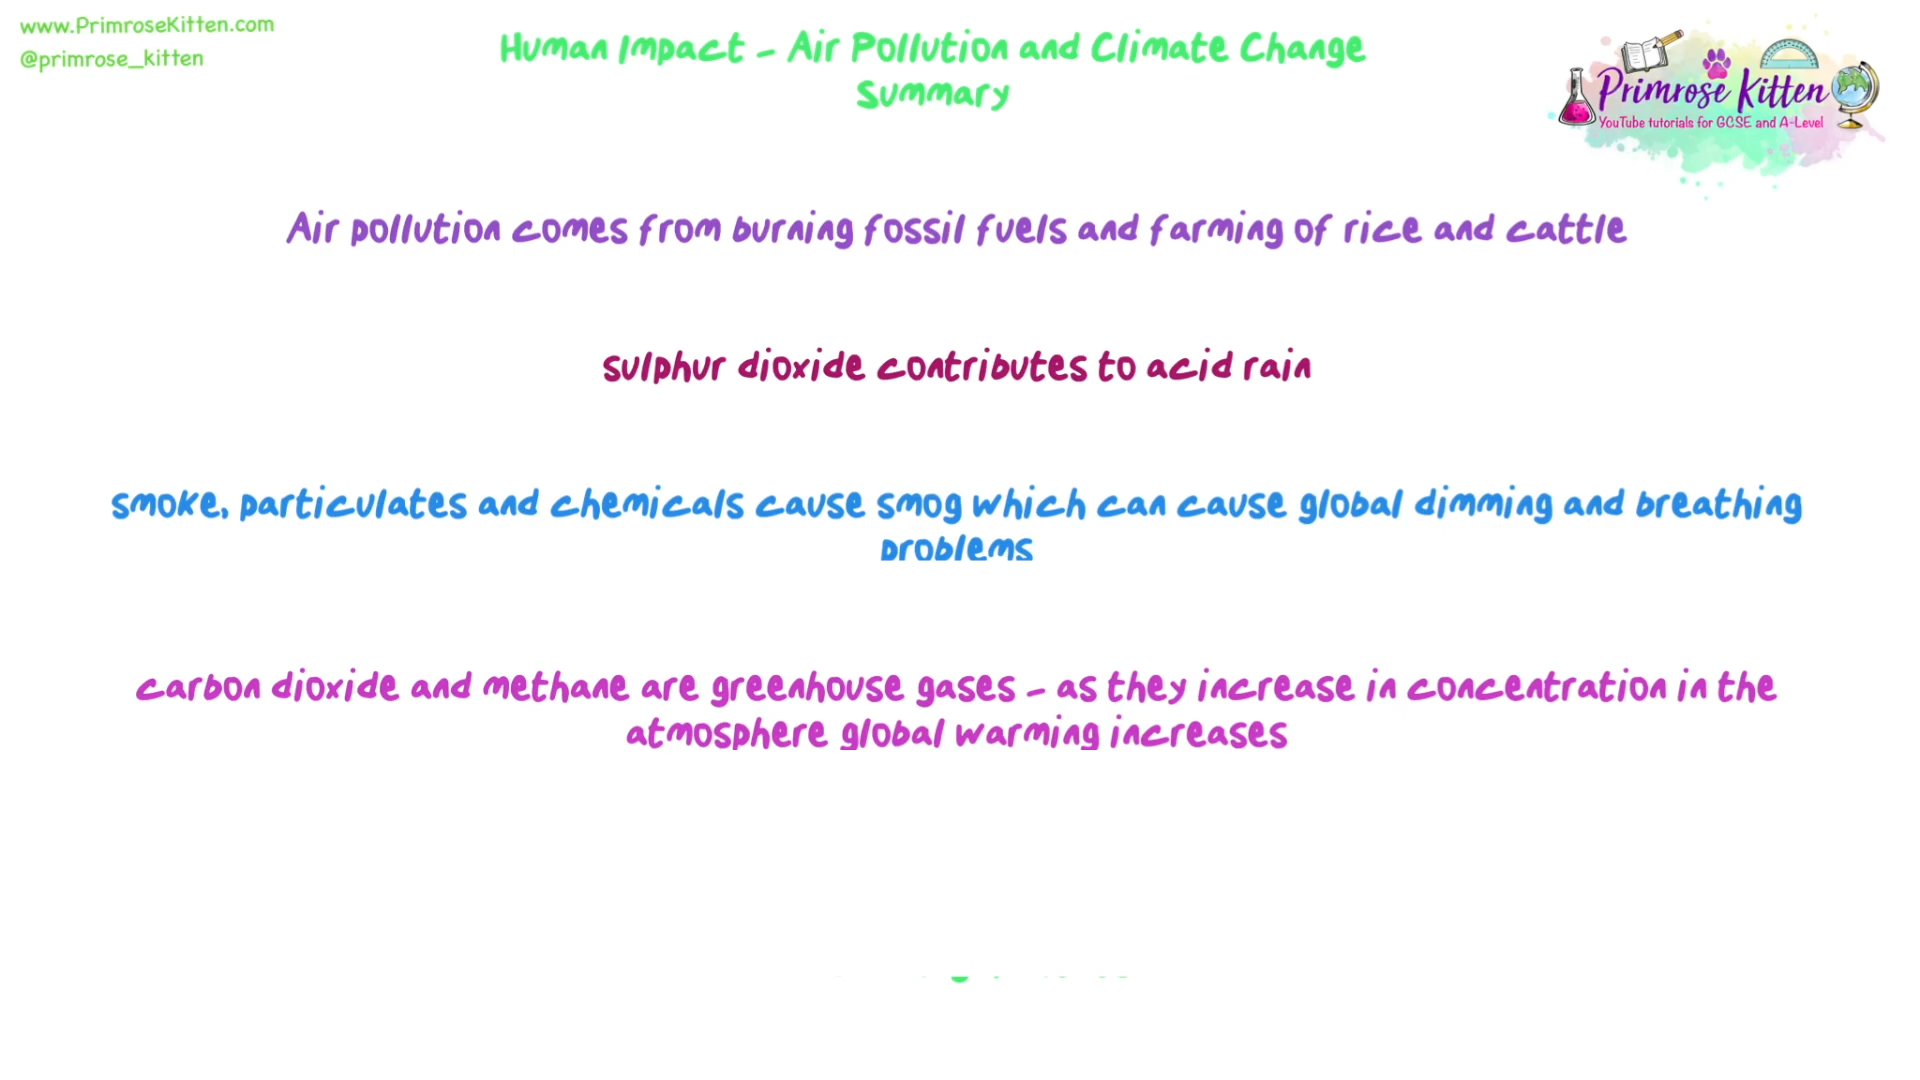 www.PrimroseKitten.com
@primrose_kitten
Human Impact – Air Pollution and Climate Change
Summary
Primrose Kitten
YouTube tutorials for GCSE and A-Level
Air pollution comes from burning fossil fuels and farming of rice and cattle
sulphur dioxide contributes to acid rain
smoke, particulates and chemicals cause smog which can cause global dimming and breathing
problems
carbon dioxide and methane are greenhouse gases – as they increase in concentration in the
atmosphere global warming increases